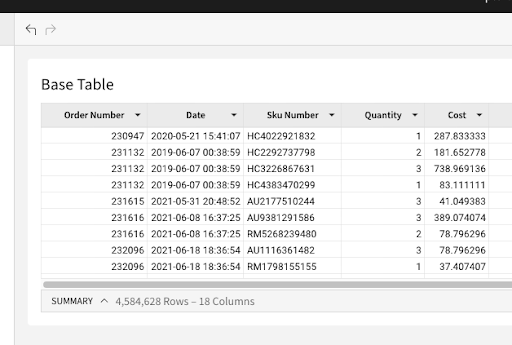 Base Table
Order Number Date Sku Number Quantity Cost
230947 2020-05-21 15:41:07 HC4022921832 1 287.833333
231132 2019-06-07 00:38:59 HC2292737798 2 181.652778
231132 2019-06-07 00:38:59 HC3226867631 3 738.969136
231132 2019-06-07 00:38:59 HC4383470299 1 83.111111
231615 2021-05-31 20:48:52 AU2177510244 3 41.049383
231616 2021-06-08 16:37:25 AU9381291586 3 389.074074
231616 2021-06-08 16:37:25 RM5268239480 2 78.796296
232096 2021-06-18 18:36:54 AU1116361482 3 78.796296
232096 2021-06-18 18:36:54 RM1798155155 1 37.407407
SUMMARY 4,584,628 Rows – 18 Columns